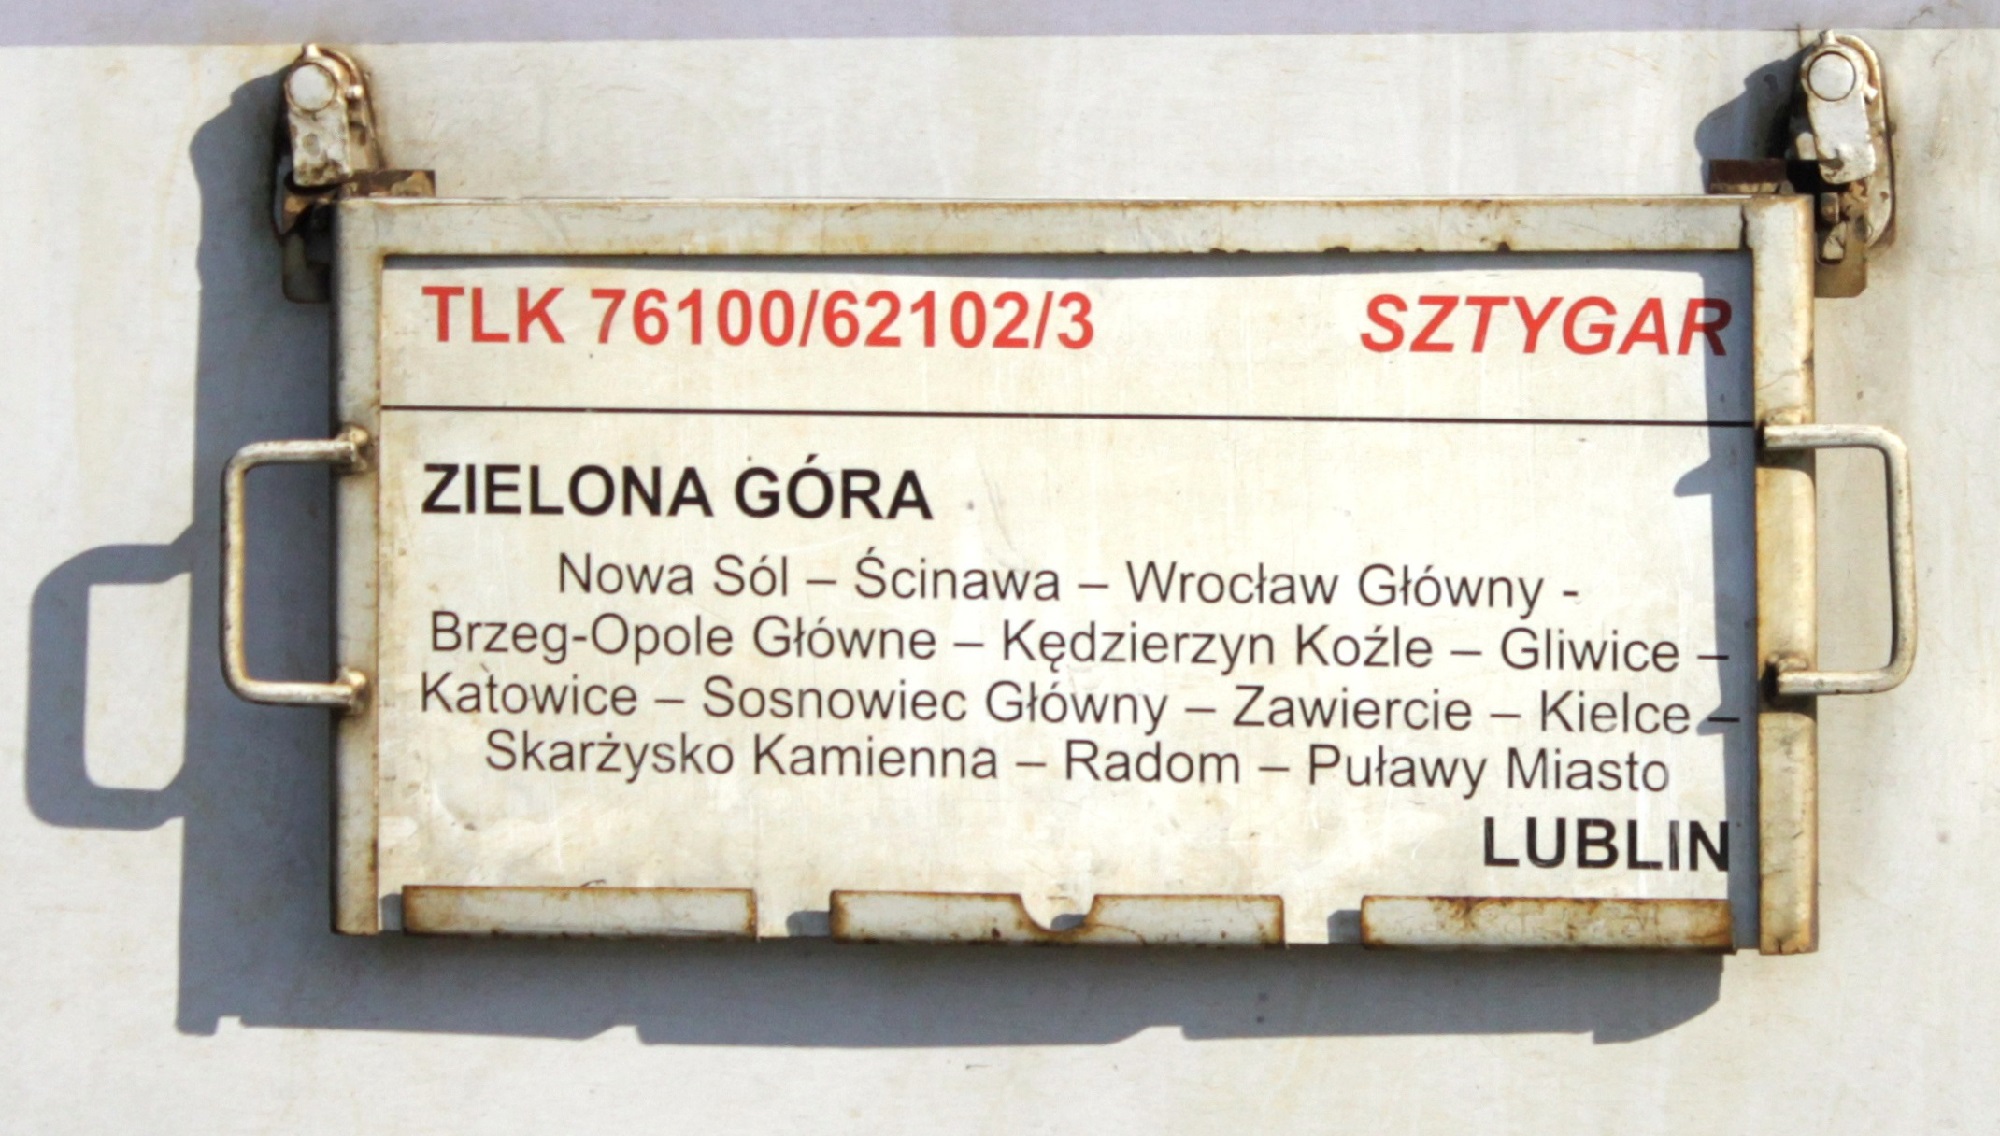 TLK 76100/62102/3 SZTYGAR
ZIELONA GÓRA
Nowa Sól – Ścinawa – Wrocław Główny -
Brzeg-Opole Główne – Kędzierzyn Koźle – Gliwice –
Katowice – Sosnowiec Główny – Zawiercie – Kielce –
Skarżysko Kamienna – Radom – Puławy Miasto
LUBLIN